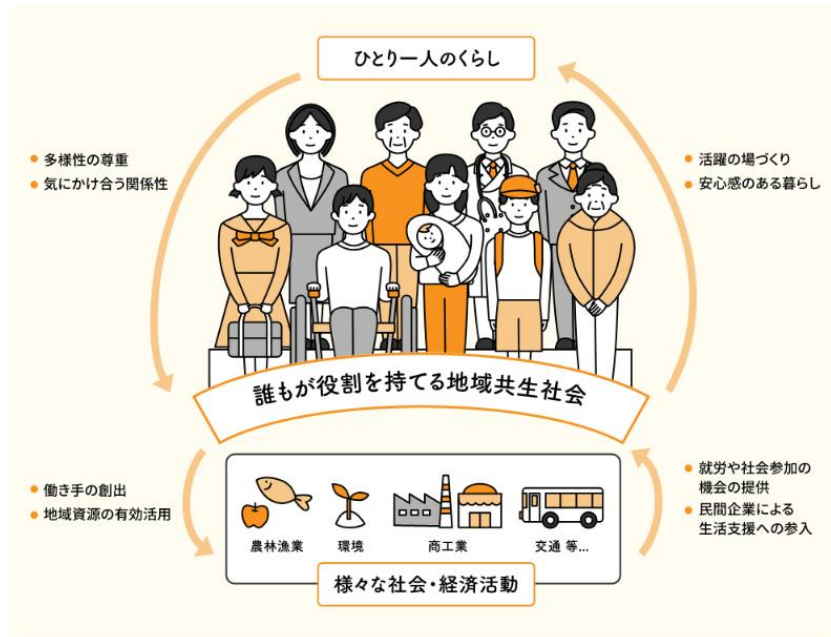 ひとり一人のくらし
● 多様性の尊重
● 気にかけ合う関係性
● 活躍の場づくり
● 安心感のある暮らし
誰もが役割を持てる地域共生社会
● 働き手の創出
● 地域資源の有効活用
● 就労や社会参加の
機会の提供
● 民間企業による
生活支援への参入
農林漁業 環境 商工業 交通 等...
様々な社会・経済活動